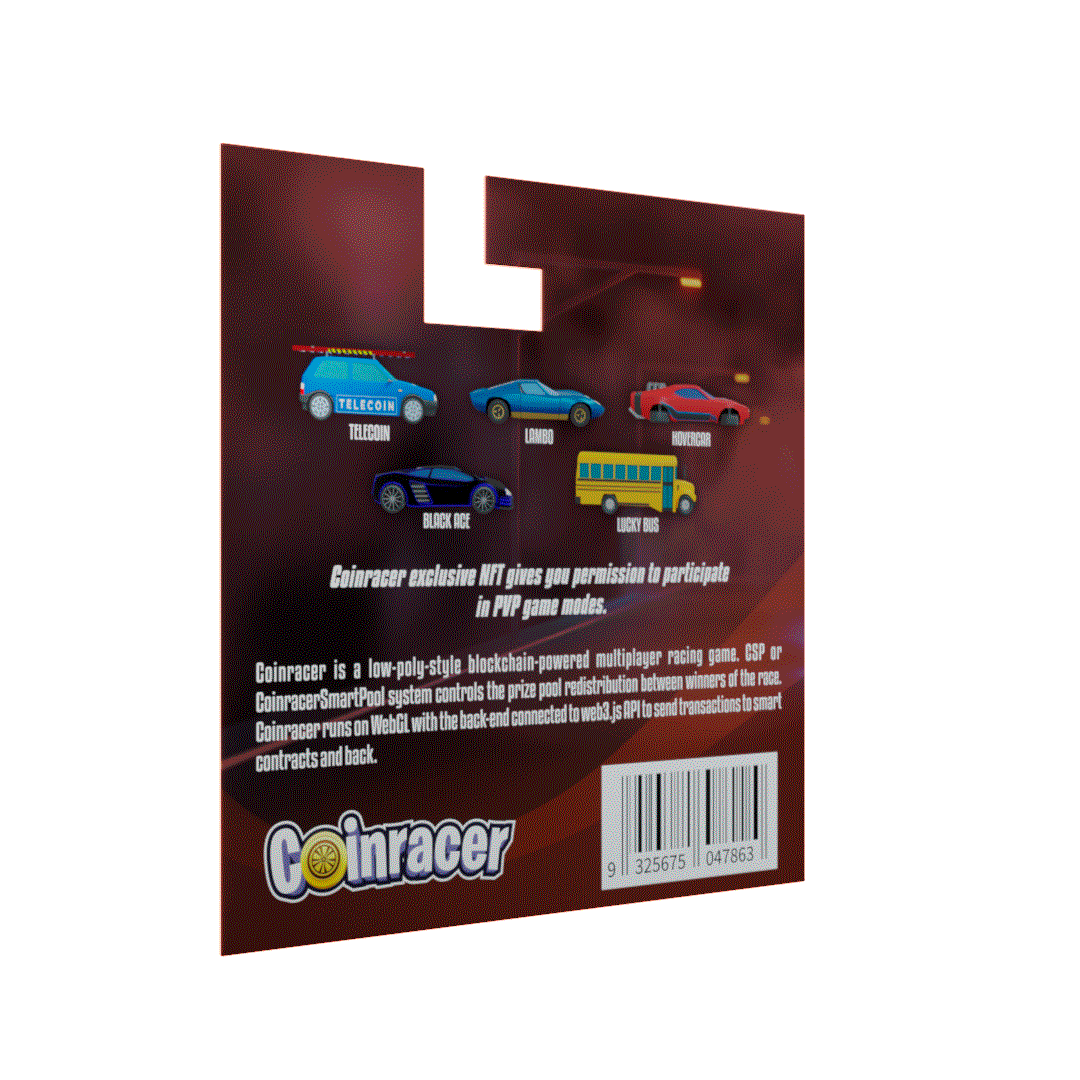 TELECOIN
TELECOIN
LAMBO
HOVERCAR
BLACK ACE
LUCKY BUS
Coinracer exclusive NFT gives you permission to participate
in PVP game modes.
Coinracer is a low-poly-style blockchain-powered multiplayer racing game. CSP or
CoinracerSmartPool system controls the prize pool redistribution between winners of the race.
Coinracer runs on WebGL with the back-end connected to web3.js API to send transactions to smart
contracts and back.
Coinracer
9 325675 047863